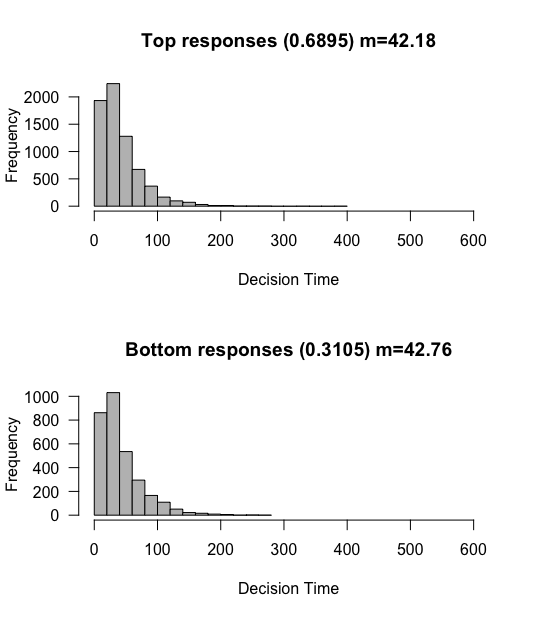 Top responses (0.6895) m=42.18
Frequency
2000
1500
1000
500
0
0 100 200 300 400 500 600
Decision Time
Bottom responses (0.3105) m=42.76
Frequency
1000
800
600
400
200
0
0 100 200 300 400 500 600
Decision Time